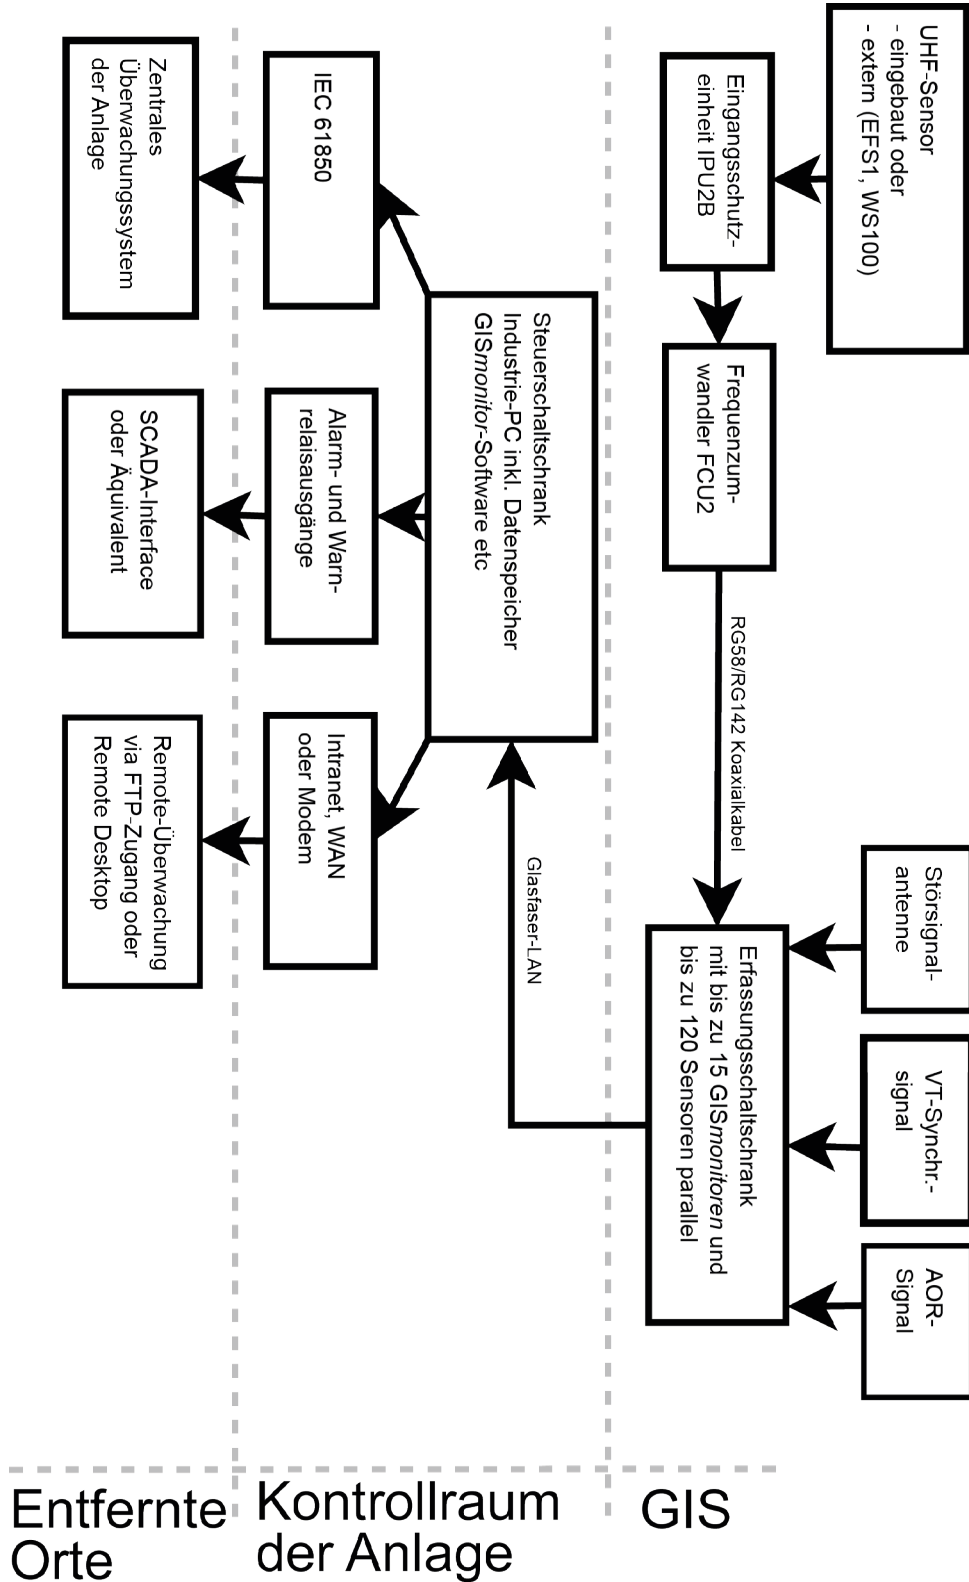 UHF-Sensor
- eingebaut oder
- extern (EFS1, WS100)
Eingangsschutz-
einheit IPU2B
Frequenzum-
wandler FCU2
RG58/RG142 Koaxialkabel
Störsignal-
antenne
VT-Synchr.-
signal
AOR-
Signal
Erfassungsschaltschrank
mit bis zu 15 GISmonitoren und
bis zu 120 Sensoren parallel
Glasfaser-LAN
Steuerschaltschrank
Industrie-PC inkl. Datenspeicher
GISmonitor-Software etc
IEC 61850
Alarm- und Warn-
relaisausgänge
Intranet, WAN
oder Modem
Zentrales
Überwachungssystem
der Anlage
SCADA-Interface
oder Äquivalent
Remote-Überwachung
via FTP-Zugang oder
Remote Desktop
GIS
Kontrollraum
der Anlage
Entfernte
Orte